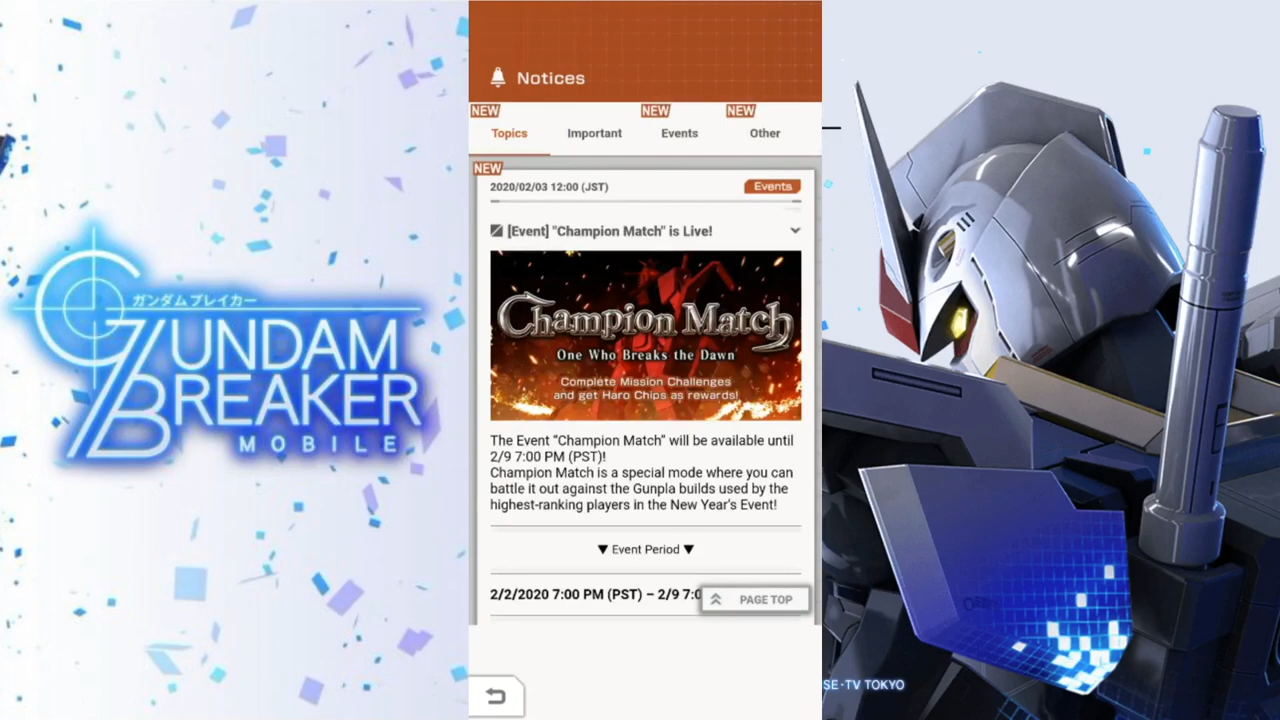 ガンダムブレイカー
GUNDAM
BREAKER
MOBILE
Notices
NEW
NEW
NEW
Topics
Important
Events
Other
NEW
2020/02/03 12:00 (JST)
Events
[Event] "Champion Match" is Live!
Champion Match
One Who Breaks the Dawn
Complete Mission Challenges
and get Haro Chips as rewards!
The Event "Champion Match" will be available until
2/9 7:00 PM (PST)!
Champion Match is a special mode where you can
battle it out against the Gunpla builds used by the
highest-ranking players in the New Year's Event!
▼ Event Period ▼
2/2/2020 7:00 PM (PST) – 2/9 7:0
PAGE TOP
SE・TV TOKYO